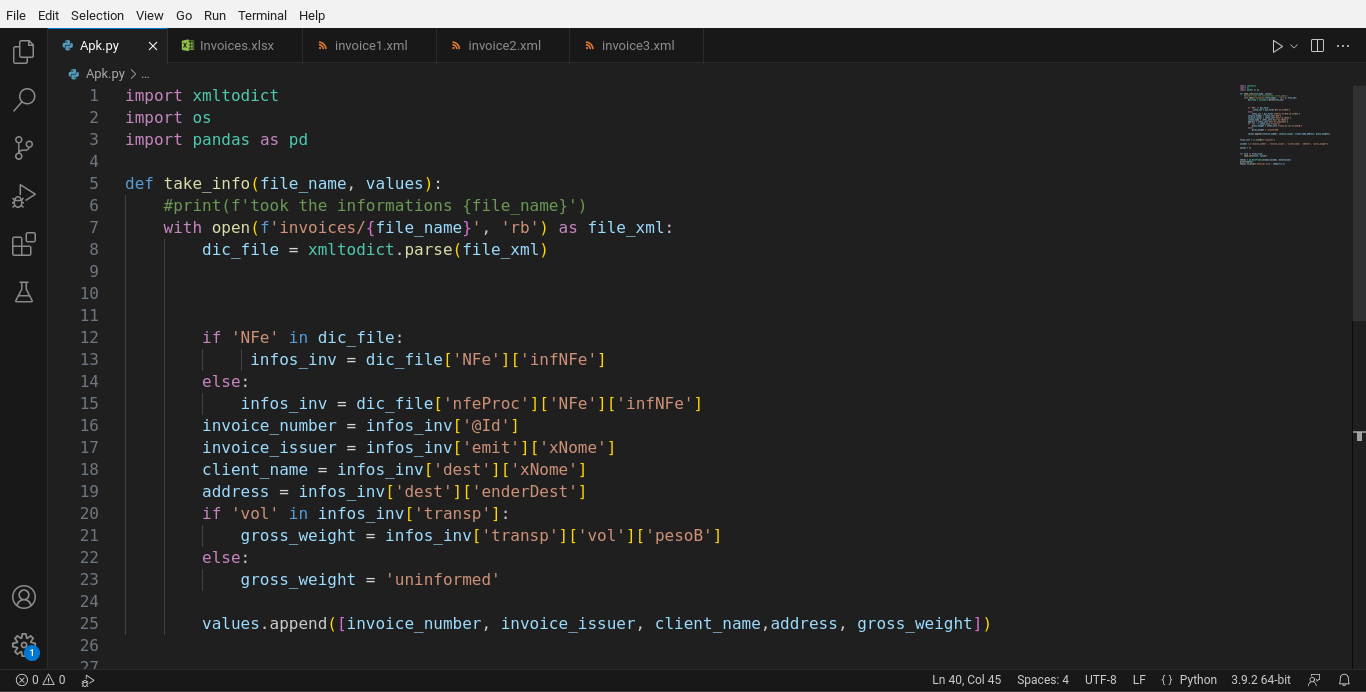 File Edit Selection View Go Run Terminal Help
Apk.py Invoices.xlsx invoice1.xml invoice2.xml invoice3.xml
Apk.py > ...
1 import xmltodict
2 import os
3 import pandas as pd
4
5 def take_info(file_name, values):
6     #print(f'took the informations {file_name}')
7     with open(f'invoices/{file_name}', 'rb') as file_xml:
8         dic_file = xmltodict.parse(file_xml)
9
10
11
12         if 'NFe' in dic_file:
13              infos_inv = dic_file['NFe']['infNFe']
14         else:
15             infos_inv = dic_file['nfeProc']['NFe']['infNFe']
16         invoice_number = infos_inv['@Id']
17         invoice_issuer = infos_inv['emit']['xNome']
18         client_name = infos_inv['dest']['xNome']
19         address = infos_inv['dest']['enderDest']
20         if 'vol' in infos_inv['transp']:
21             gross_weight = infos_inv['transp']['vol']['pesoB']
22         else:
23             gross_weight = 'uninformed'
24
25         values.append([invoice_number, invoice_issuer, client_name,address, gross_weight])
26
27
1
0 0 Ln 40, Col 45 Spaces: 4 UTF-8 LF {} Python 3.9.2 64-bit